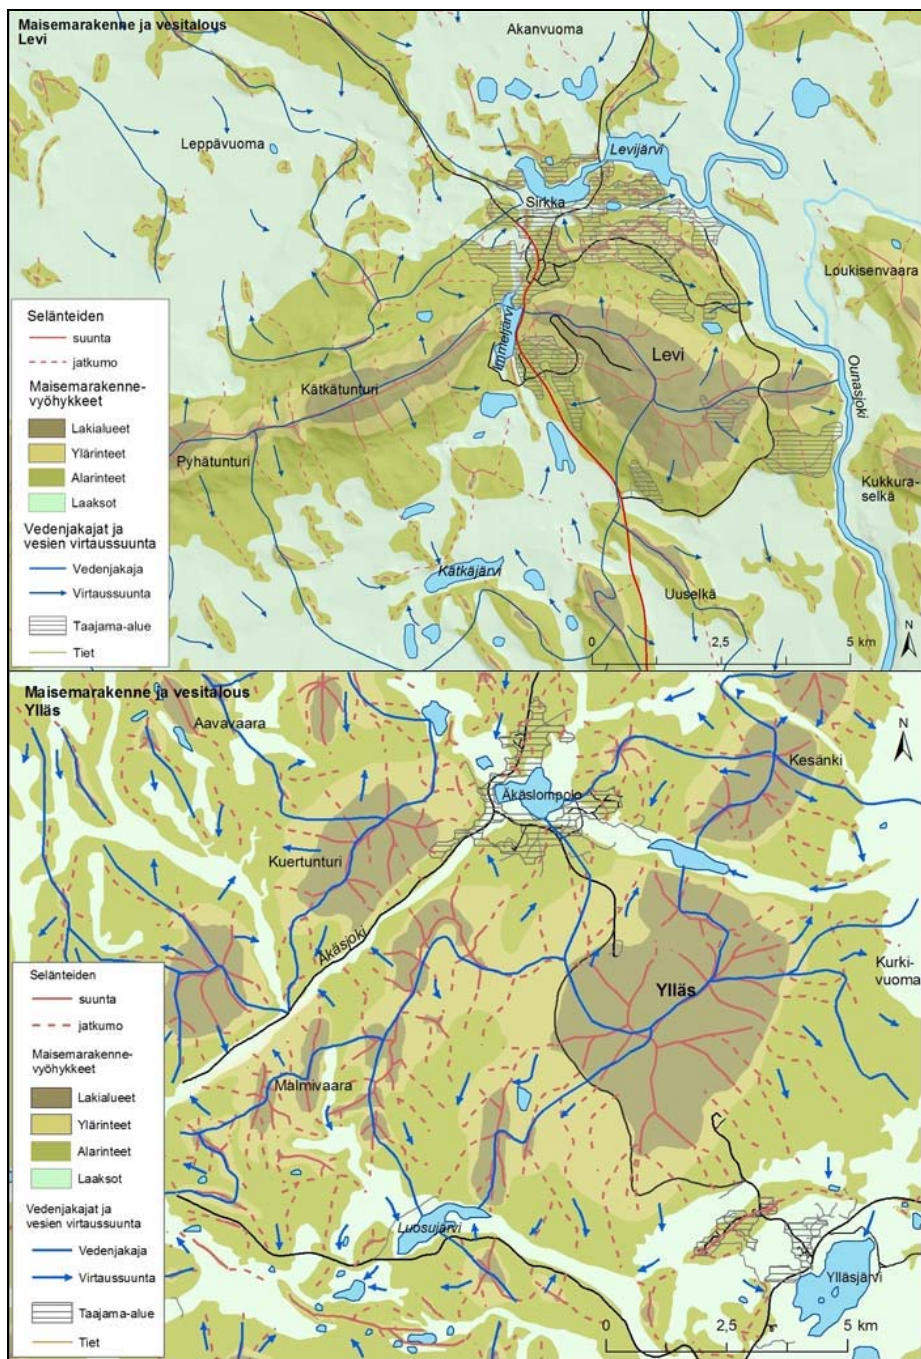 Maisemarakenne ja vesitalous
Levi
Akanvuoma
Leppävuoma
Levijärvi
Sirkka
Loukisenvaara
Immeljärvi
Levi
Kätkätunturi
Ounasjoki
Pyhätunturi
Kukkura-
selkä
Kätkäjärvi
Uuselkä
N
0 2,5 5 km
Selänteiden
suunta
jatkumo
Maisemarakenne-
vyöhykkeet
Lakialueet
Ylärinteet
Alarinteet
Laaksot
Vedenjakajat ja
vesien virtaussuunta
Vedenjakaja
Virtaussuunta
Taajama-alue
Tiet
Maisemarakenne ja vesitalous
Ylläs
Aavavaara
N
Kesänki
Äkäslompolo
Kuertunturi
Äkäsjoki
Kurki-
vuoma
Ylläs
Malmivaara
Luosujärvi
Ylläsjärvi
0 2,5 5 km
Selänteiden
suunta
jatkumo
Maisemarakenne-
vyöhykkeet
Lakialueet
Ylärinteet
Alarinteet
Laaksot
Vedenjakajat ja
vesien virtaussuunta
Vedenjakaja
Virtaussuunta
Taajama-alue
Tiet